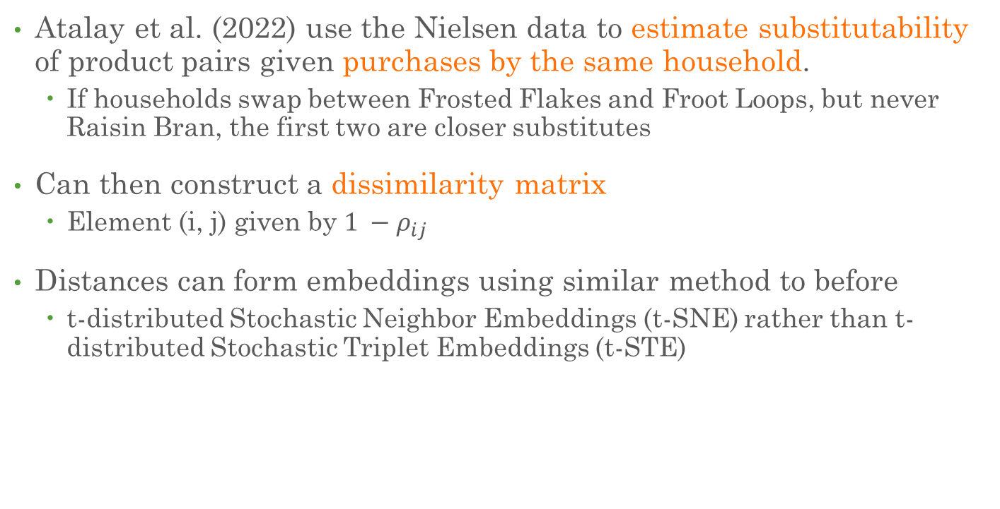 • Atalay et al. (2022) use the Nielsen data to estimate substitutability
of product pairs given purchases by the same household.
• If households swap between Frosted Flakes and Froot Loops, but never
Raisin Bran, the first two are closer substitutes
• Can then construct a dissimilarity matrix
• Element (i, j) given by 1 − ρij
• Distances can form embeddings using similar method to before
• t-distributed Stochastic Neighbor Embeddings (t-SNE) rather than t-
distributed Stochastic Triplet Embeddings (t-STE)